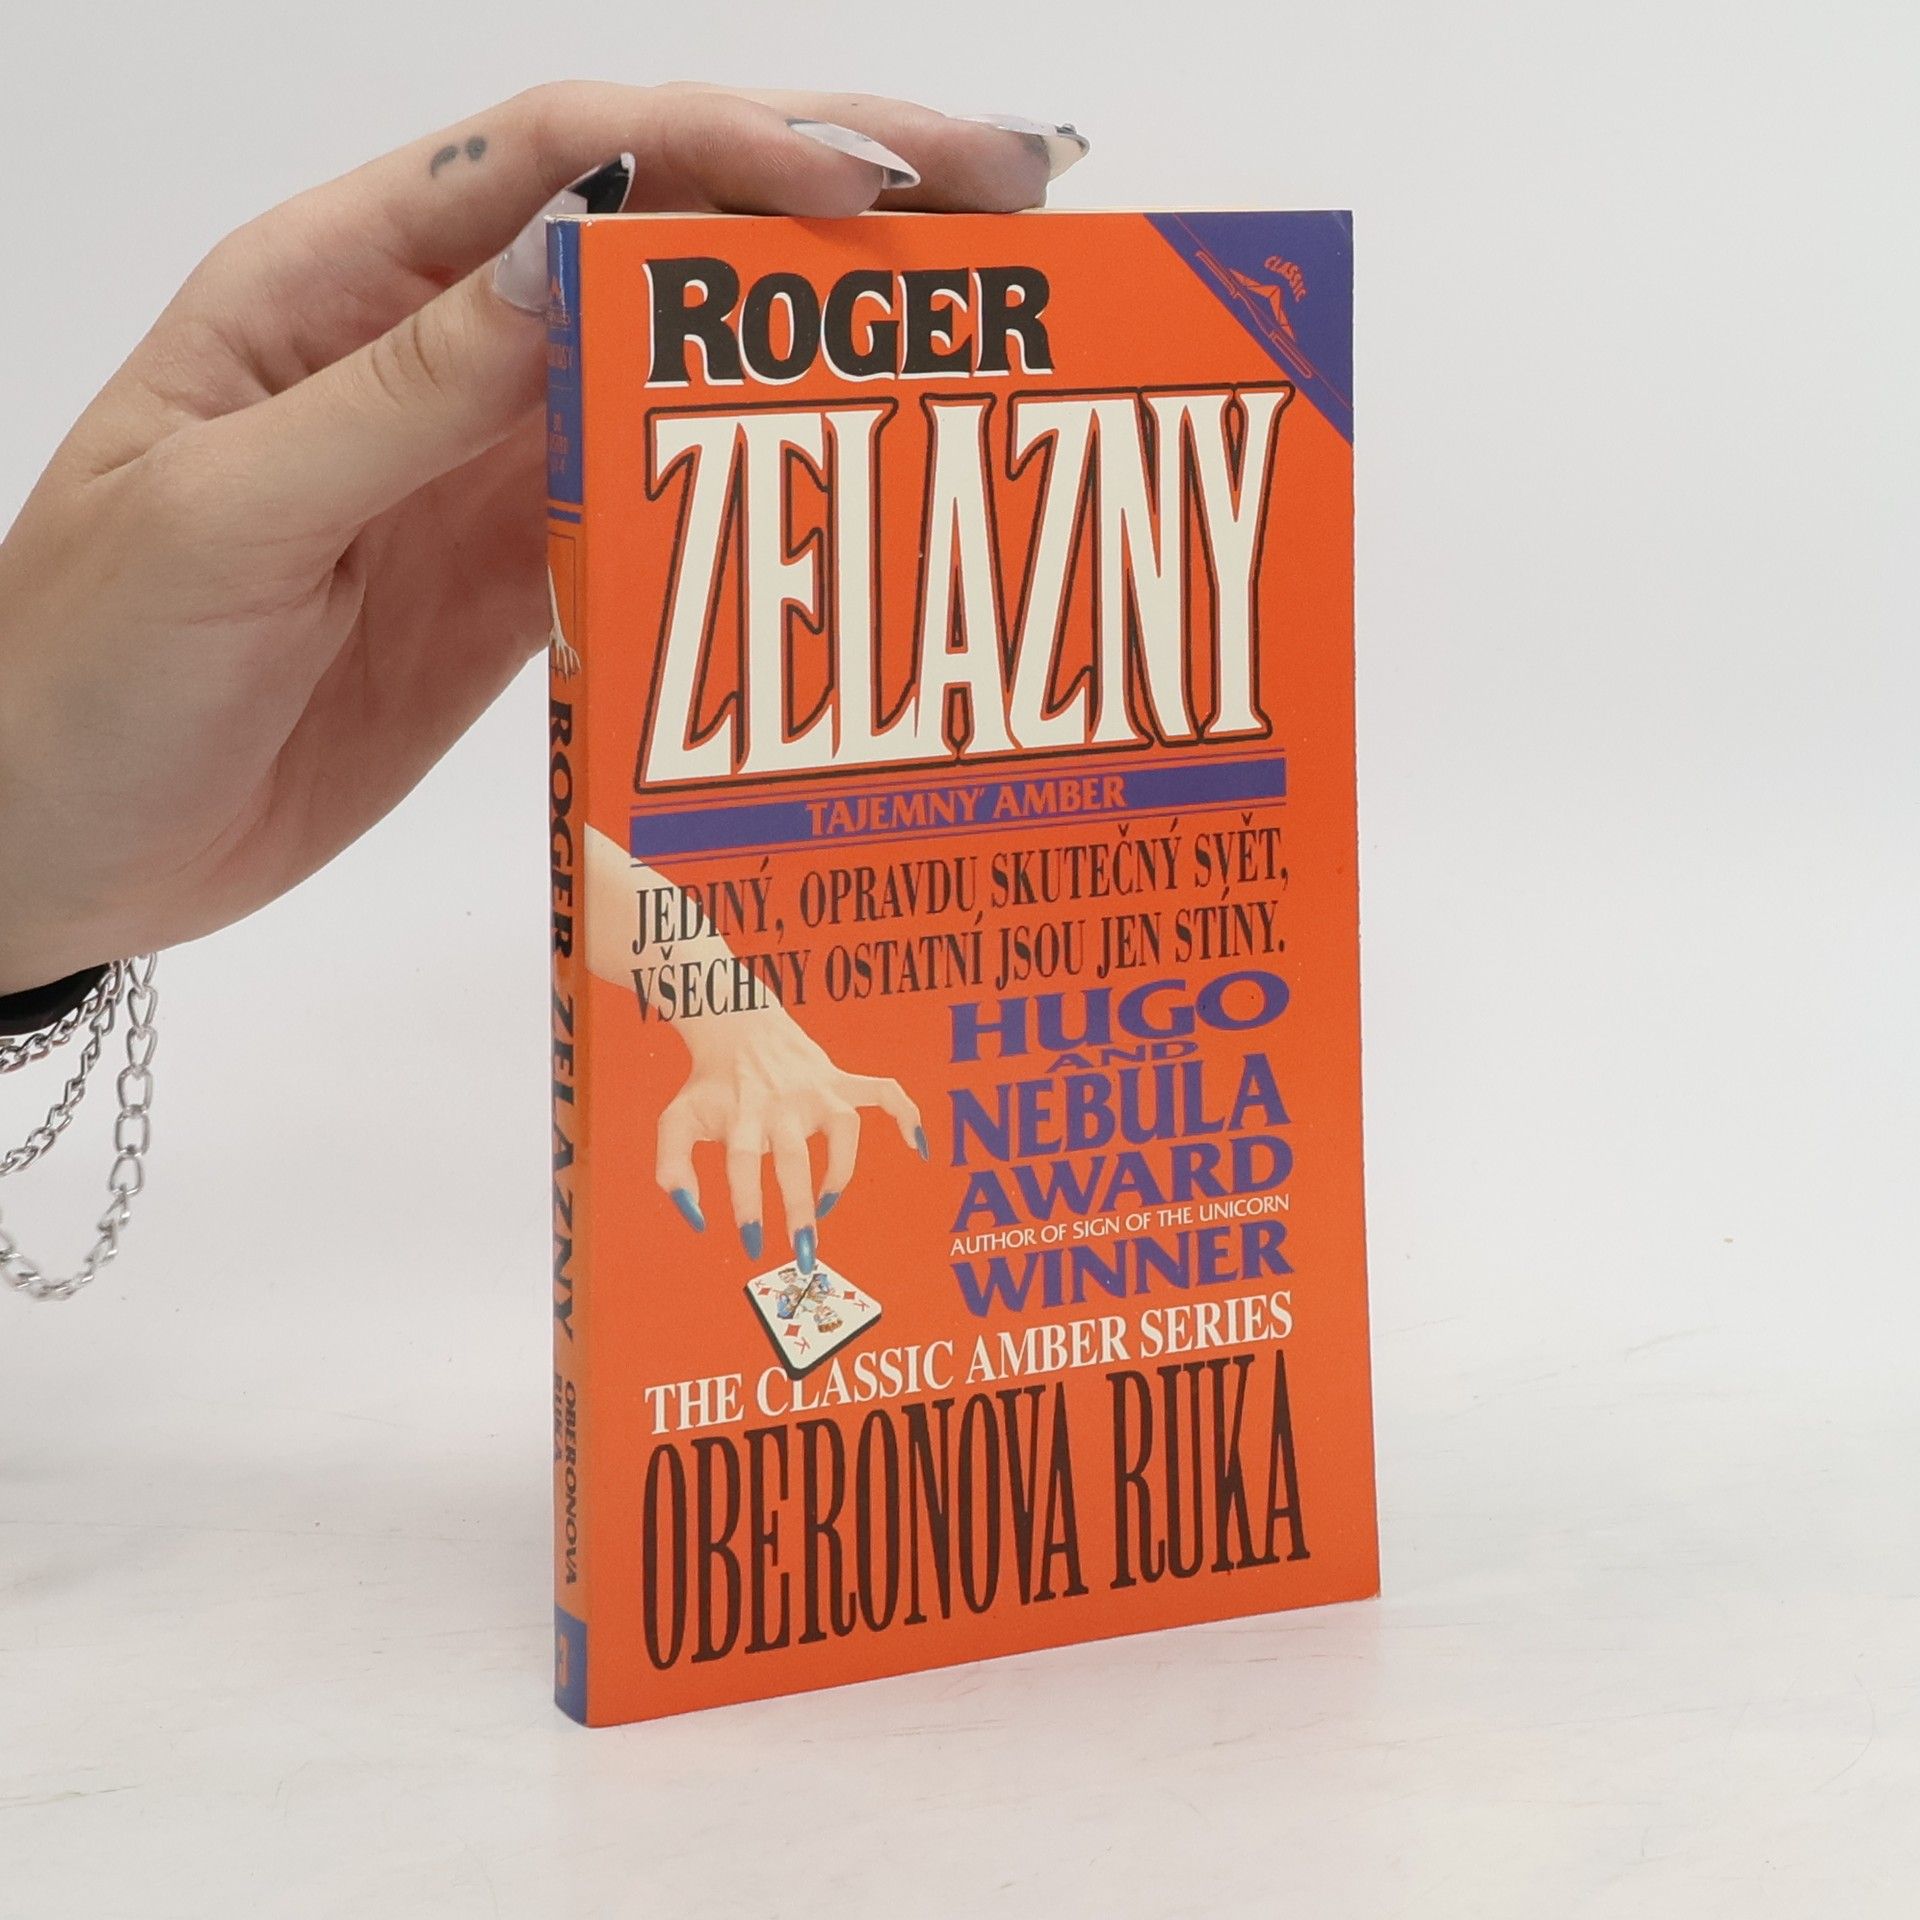 ROGER
ZELAZNY
CLASSIC
TAJEMNÝ AMBER
JEDINÝ, OPRAVDU SKUTEČNÝ SVĚT,
VŠECHNY OSTATNÍ JSOU JEN STÍNY.
HUGO
AND
NEBULA
AWARD
AUTHOR OF SIGN OF THE UNICORN
WINNER
K
K
K
THE CLASSIC AMBER SERIES
OBERONOVA RUKA
ROGER ZELAZNY
OBERONOVA
RUKA
3